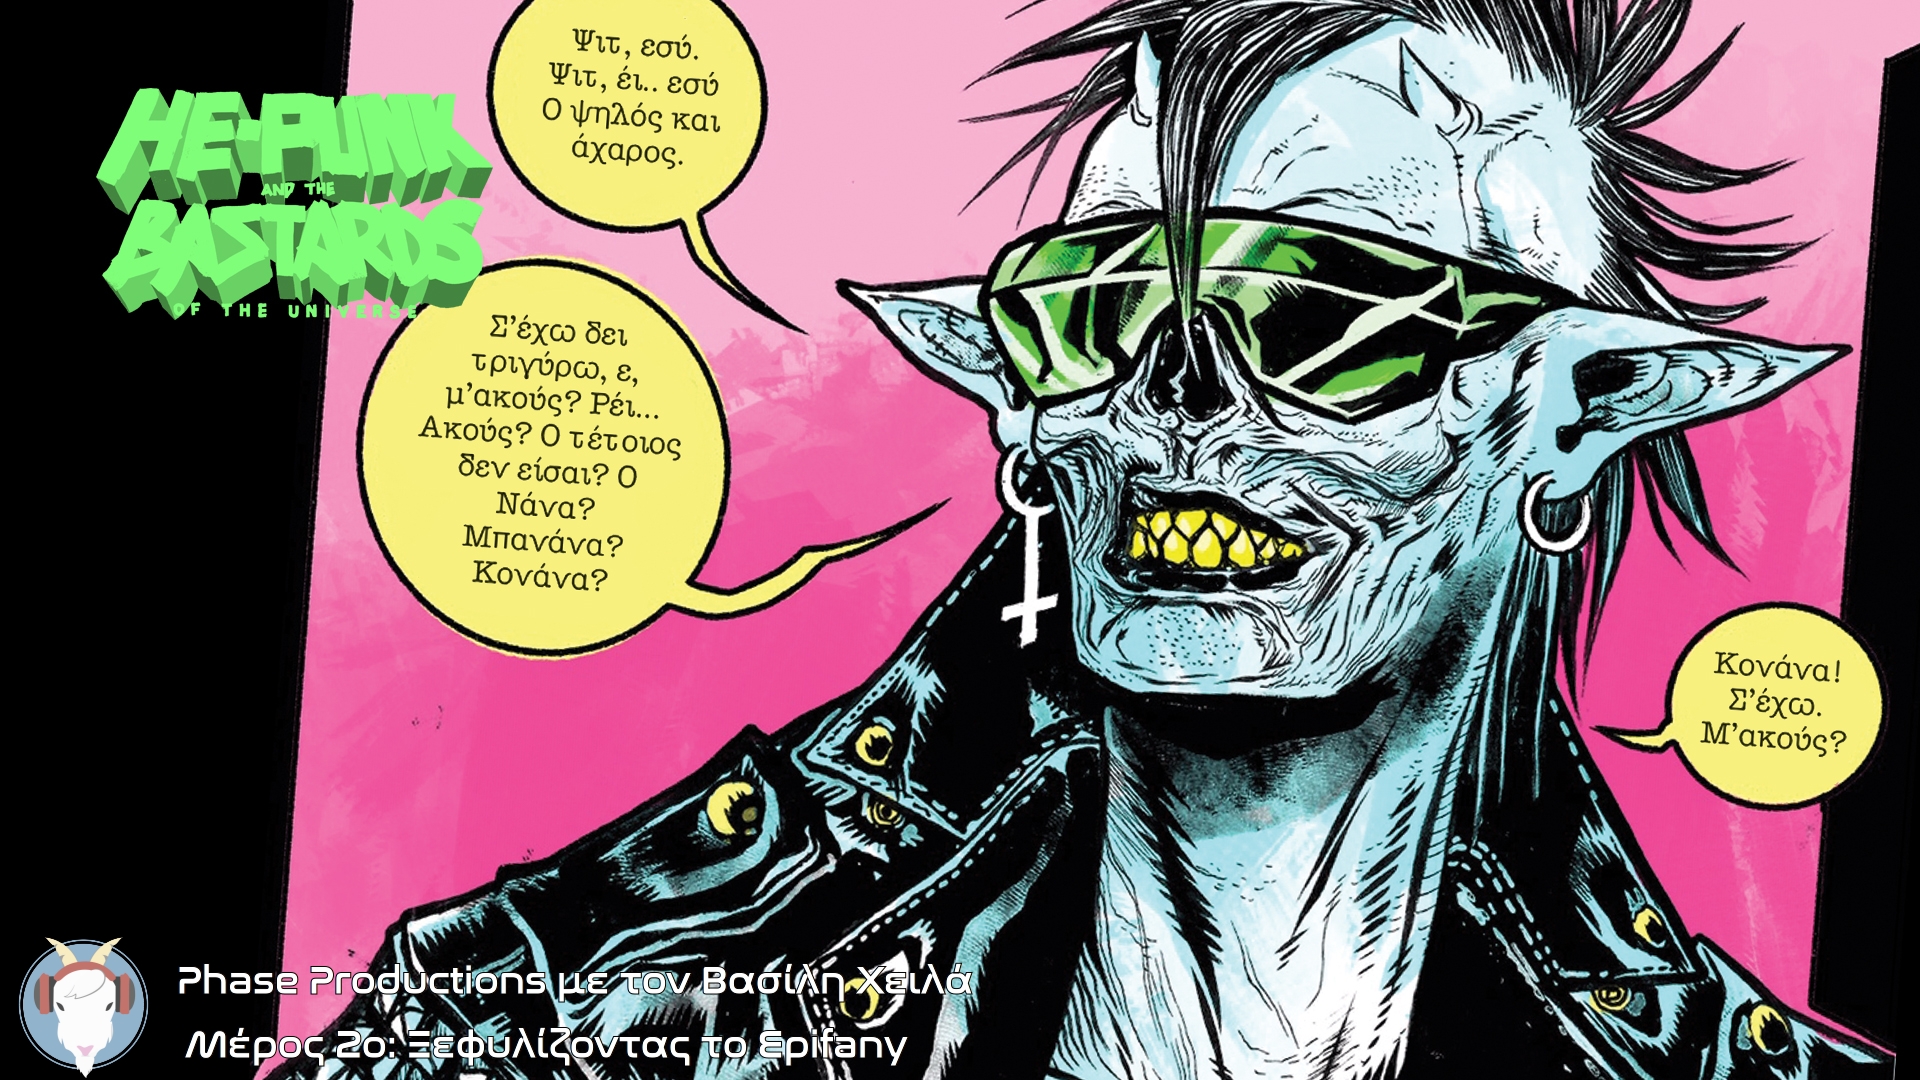 HE-PUNK
AND THE
BASTARDS
OF THE UNIVERSE
Ψιτ, εσύ.
Ψιτ, έι.. εσύ
Ο ψηλός και
άχαρος.
Σ'έχω δει
τριγύρω, ε,
μ'ακούς? Ρέι...
Ακούς? Ο τέτοιος
δεν είσαι? Ο
Νάνα?
Μπανάνα?
Κονάνα?
Κονάνα!
Σ'έχω.
Μ'ακούς?
Phase Productions με τον Βασίλη Χειλά
Μέρος 2ο: Ξεφυλίζοντας το Epifany